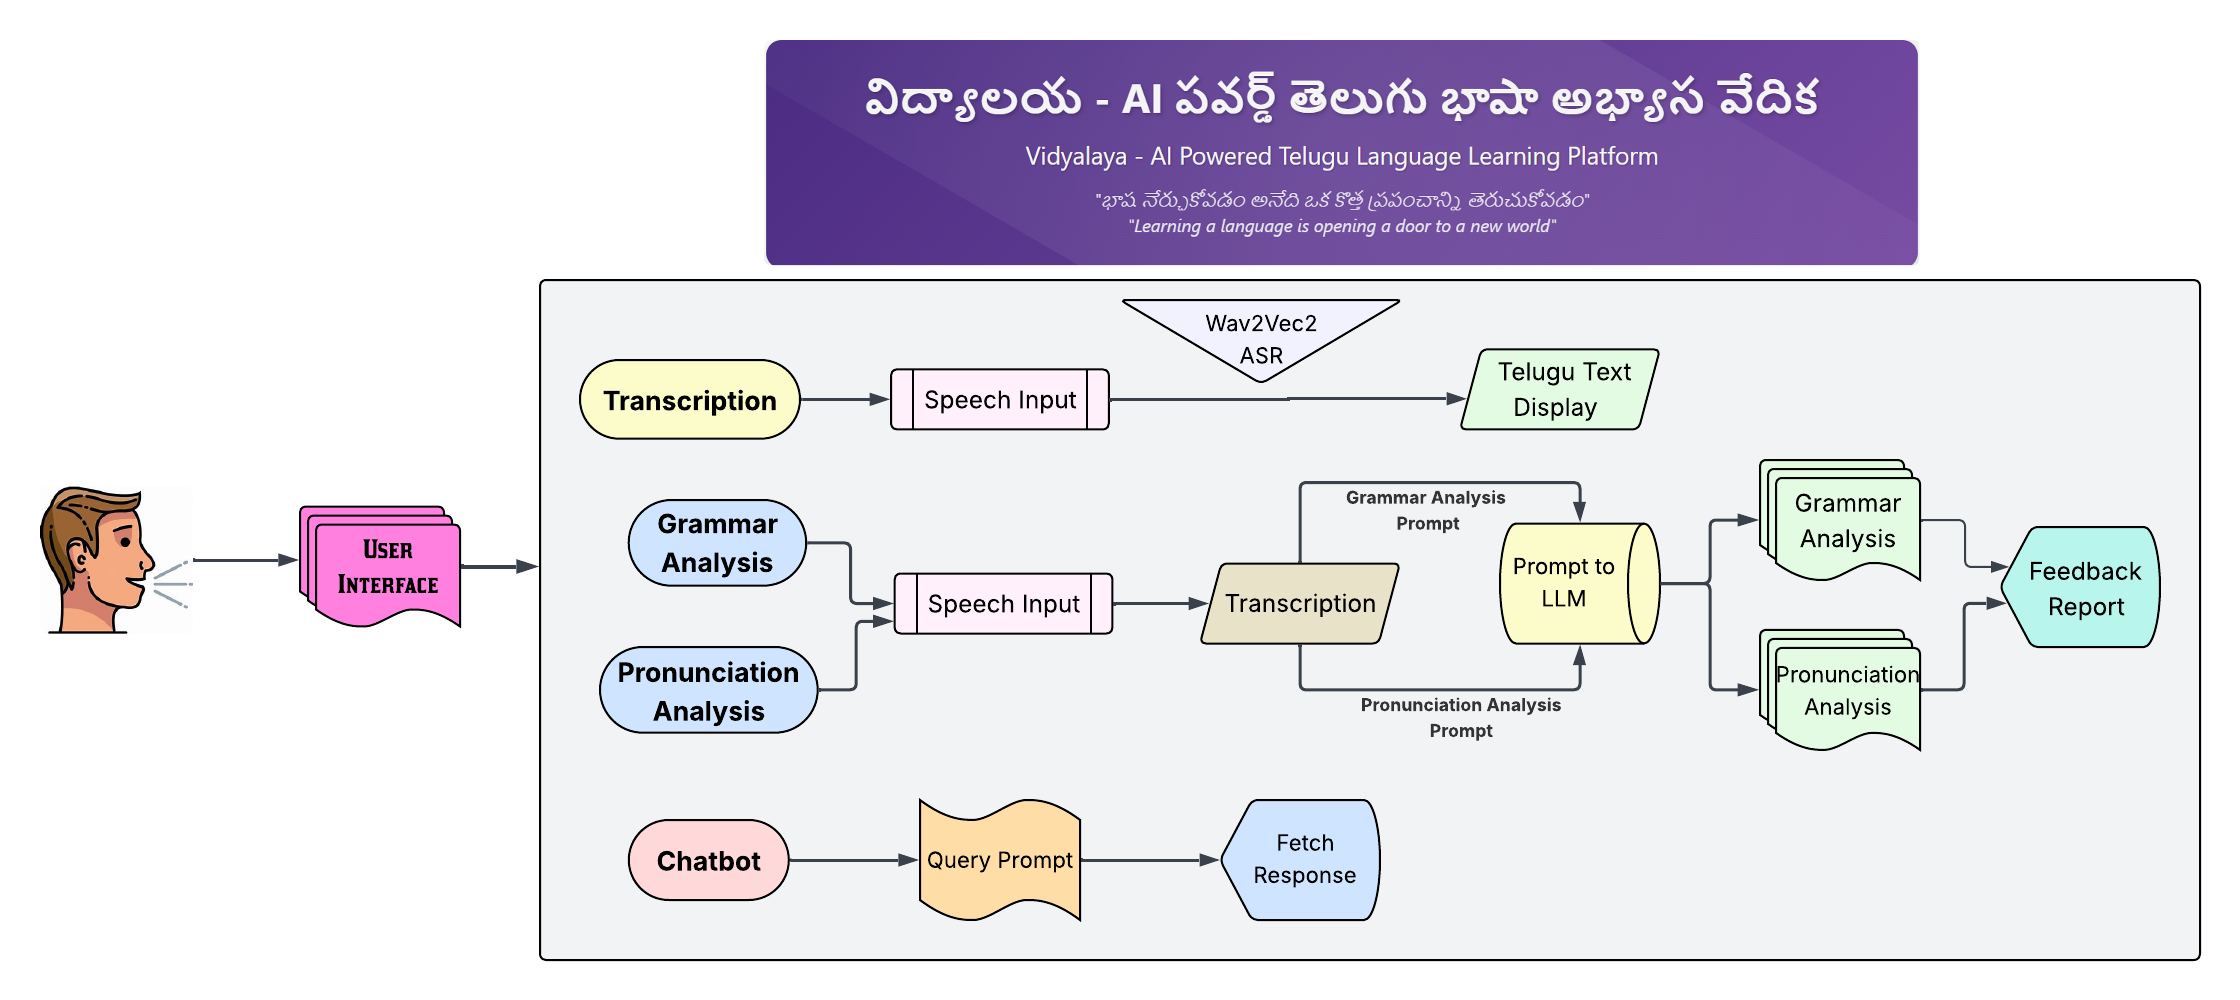 విద్యాలయ - AI పవర్డ్ తెలుగు భాషా అభ్యాస వేదిక
Vidyalaya - AI Powered Telugu Language Learning Platform
"భాష నేర్చుకోవడం అనేది ఒక కొత్త ప్రపంచాన్ని తెరుచుకోవడం"
"Learning a language is opening a door to a new world"
Wav2Vec2
ASR
Transcription
Speech Input
Telugu Text
Display
User
Interface
Grammar
Analysis
Pronunciation
Analysis
Speech Input
Transcription
Grammar Analysis
Prompt
Pronunciation Analysis
Prompt
Prompt to
LLM
Grammar
Analysis
Pronunciation
Analysis
Feedback
Report
Chatbot
Query Prompt
Fetch
Response